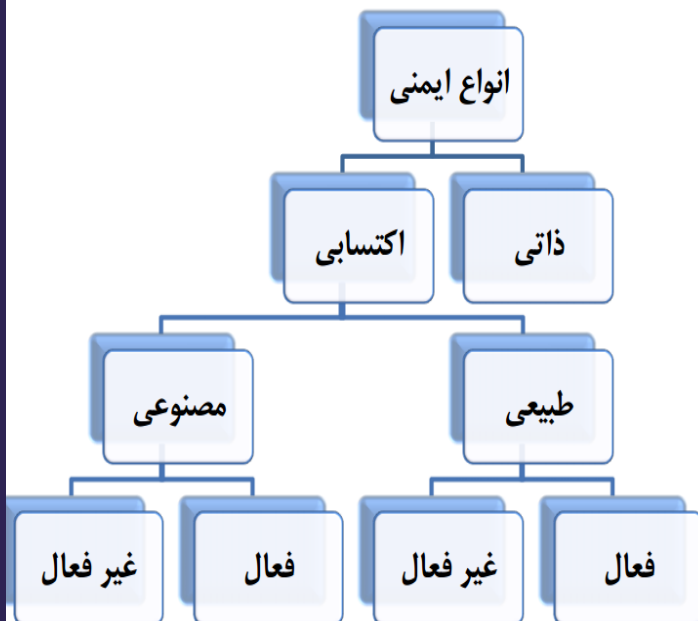 انواع ایمنی
ذاتی
اکتسابی
طبیعی
مصنوعی
فعال
غیر فعال
فعال
غیر فعال